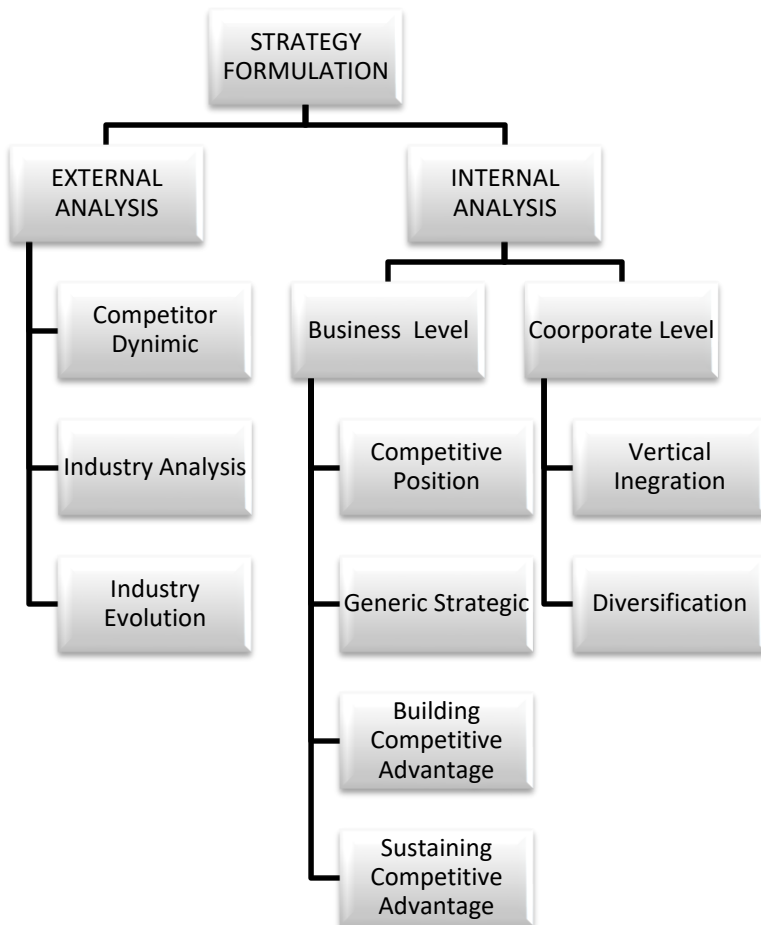 STRATEGY
FORMULATION
EXTERNAL
ANALYSIS
INTERNAL
ANALYSIS
Competitor
Dynimic
Business  Level
Coorporate Level
Industry Analysis
Competitive
Position
Vertical
Inegration
Industry
Evolution
Generic Strategic
Diversification
Building
Competitive
Advantage
Sustaining
Competitive
Advantage